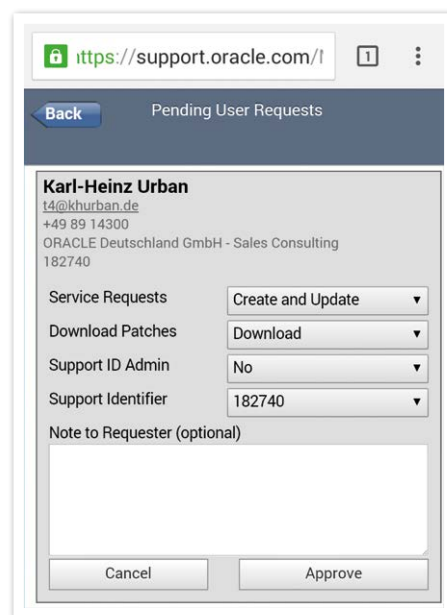 https://support.oracle.com/
1
Back
Pending User Requests
Karl-Heinz Urban
t4@khurban.de
+49 89 14300
ORACLE Deutschland GmbH - Sales Consulting
182740
Service Requests Create and Update
Download Patches Download
Support ID Admin No
Support Identifier 182740
Note to Requester (optional)
Cancel Approve